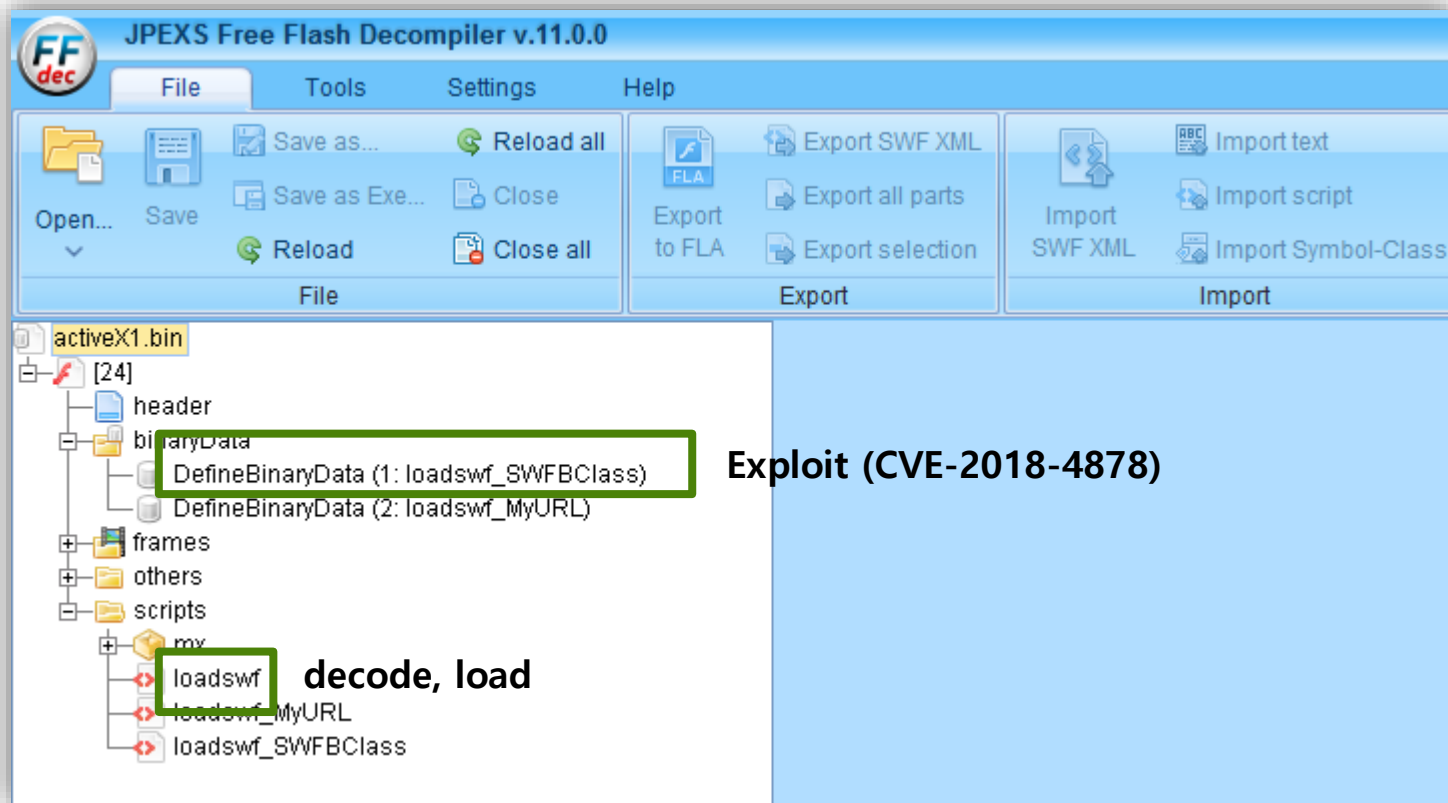 JPEXS Free Flash Decompiler v.11.0.0
FF
dec
File Tools Settings Help
Open... Save
Save as...
Save as Exe...
Reload
Reload all
Close
Close all
File
FLA
Export
to FLA
Export SWF XML
Export all parts
Export selection
Export
Import
SWF XML
ABC
Import text
Import script
Import Symbol-Class
Import
activeX1.bin
[24]
header
binaryData
DefineBinaryData (1: loadswf_SWFBClass)
Exploit (CVE-2018-4878)
DefineBinaryData (2: loadswf_MyURL)
frames
others
scripts
mx
loadswf
decode, load
loadswf_MyURL
loadswf_SWFBClass